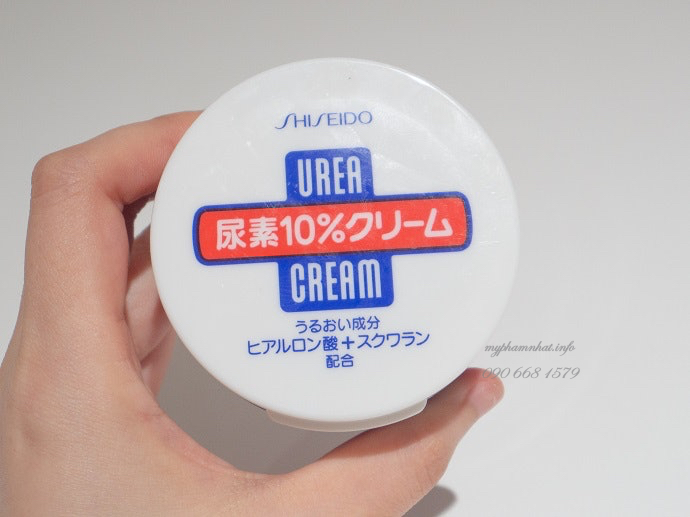 SHISEIDO
UREA
尿素10%クリーム
CREAM
うるおい成分
ヒアルロン酸+スクワラン
配合
myphamnhat.info
090 668 1579